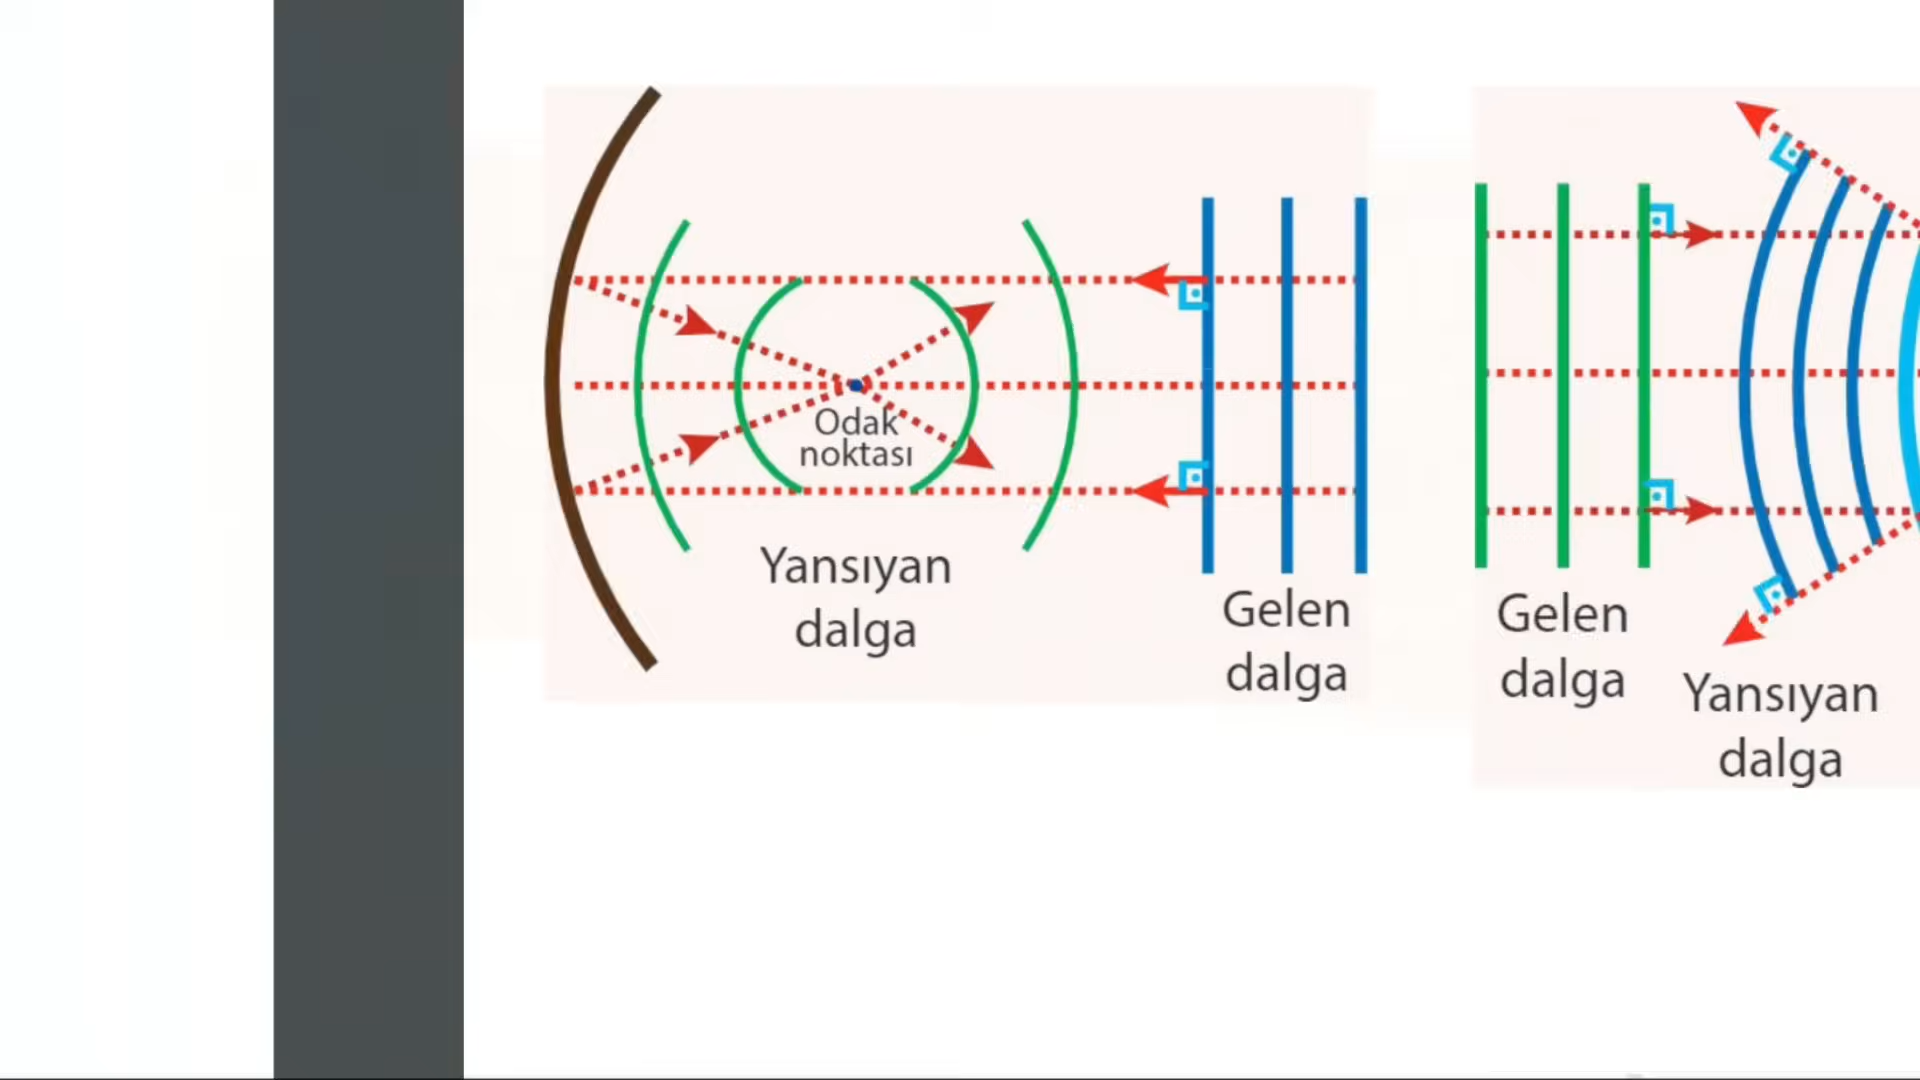 Odak
noktası
Yansıyan
dalga
Gelen
dalga
Gelen
dalga
Yansıyan
dalga